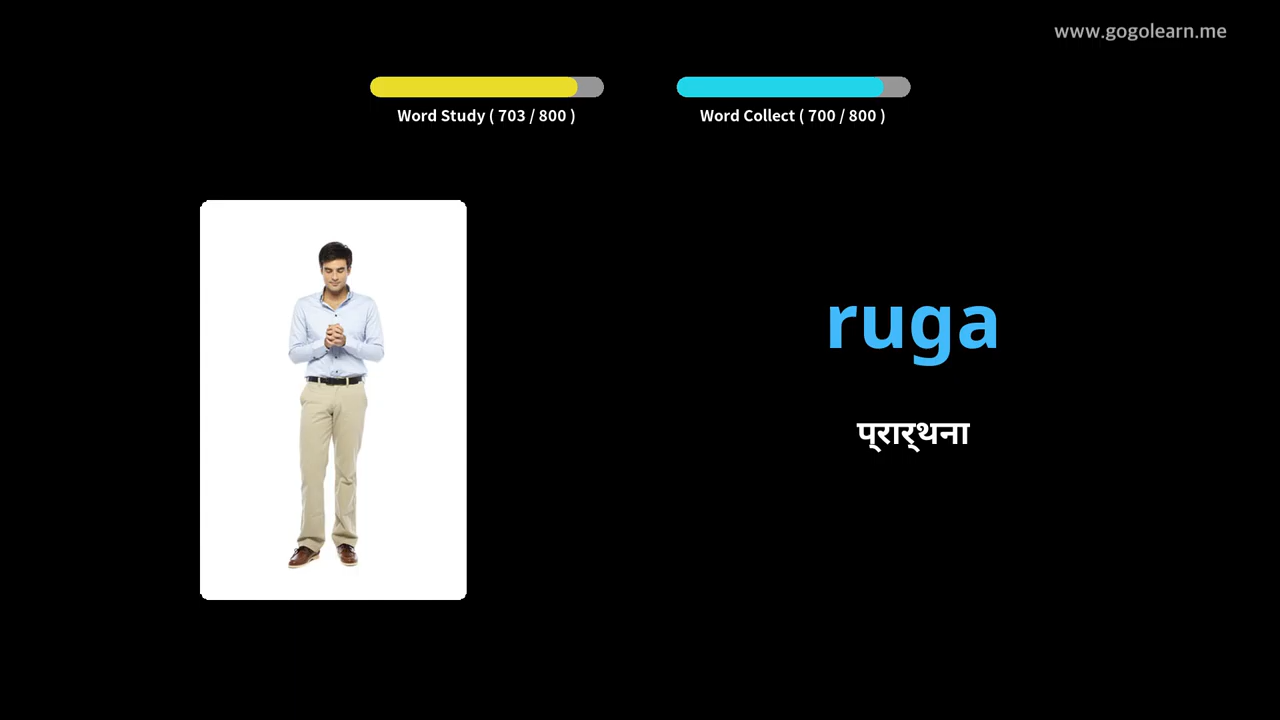 www.gogolearn.me
Word Study ( 703 / 800 )
Word Collect ( 700 / 800 )
ruga
प्रार्थना